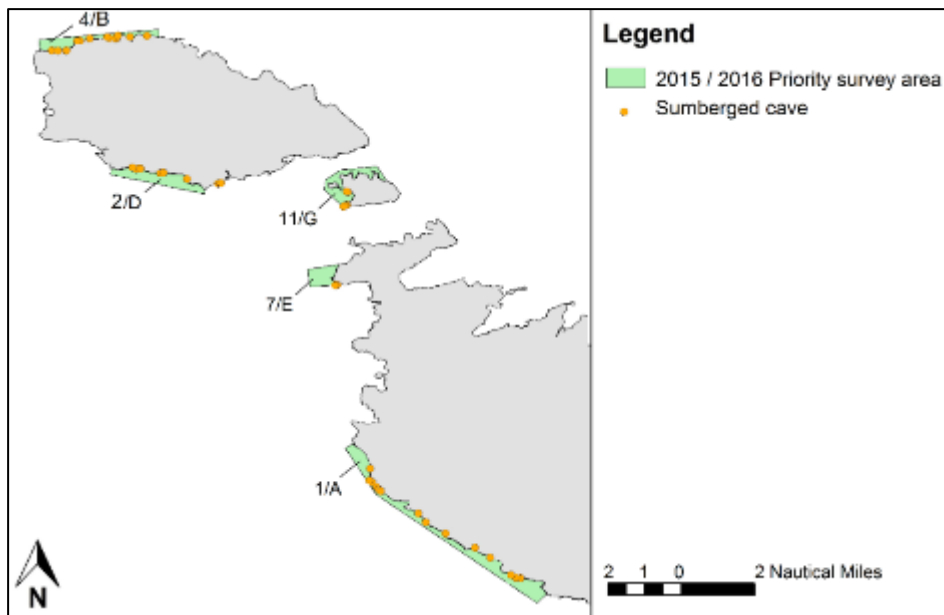 4/B
Legend
2015 / 2016 Priority survey area
Sumberged cave
2/D
11/G
7/E
1/A
N
2 1 0 2 Nautical Miles